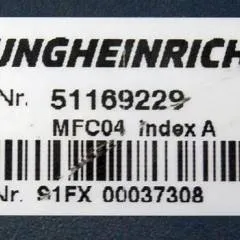 UNGHEINRICH
Nr. 51169229
MFC04 Index A
Nr. 91FX 00037308